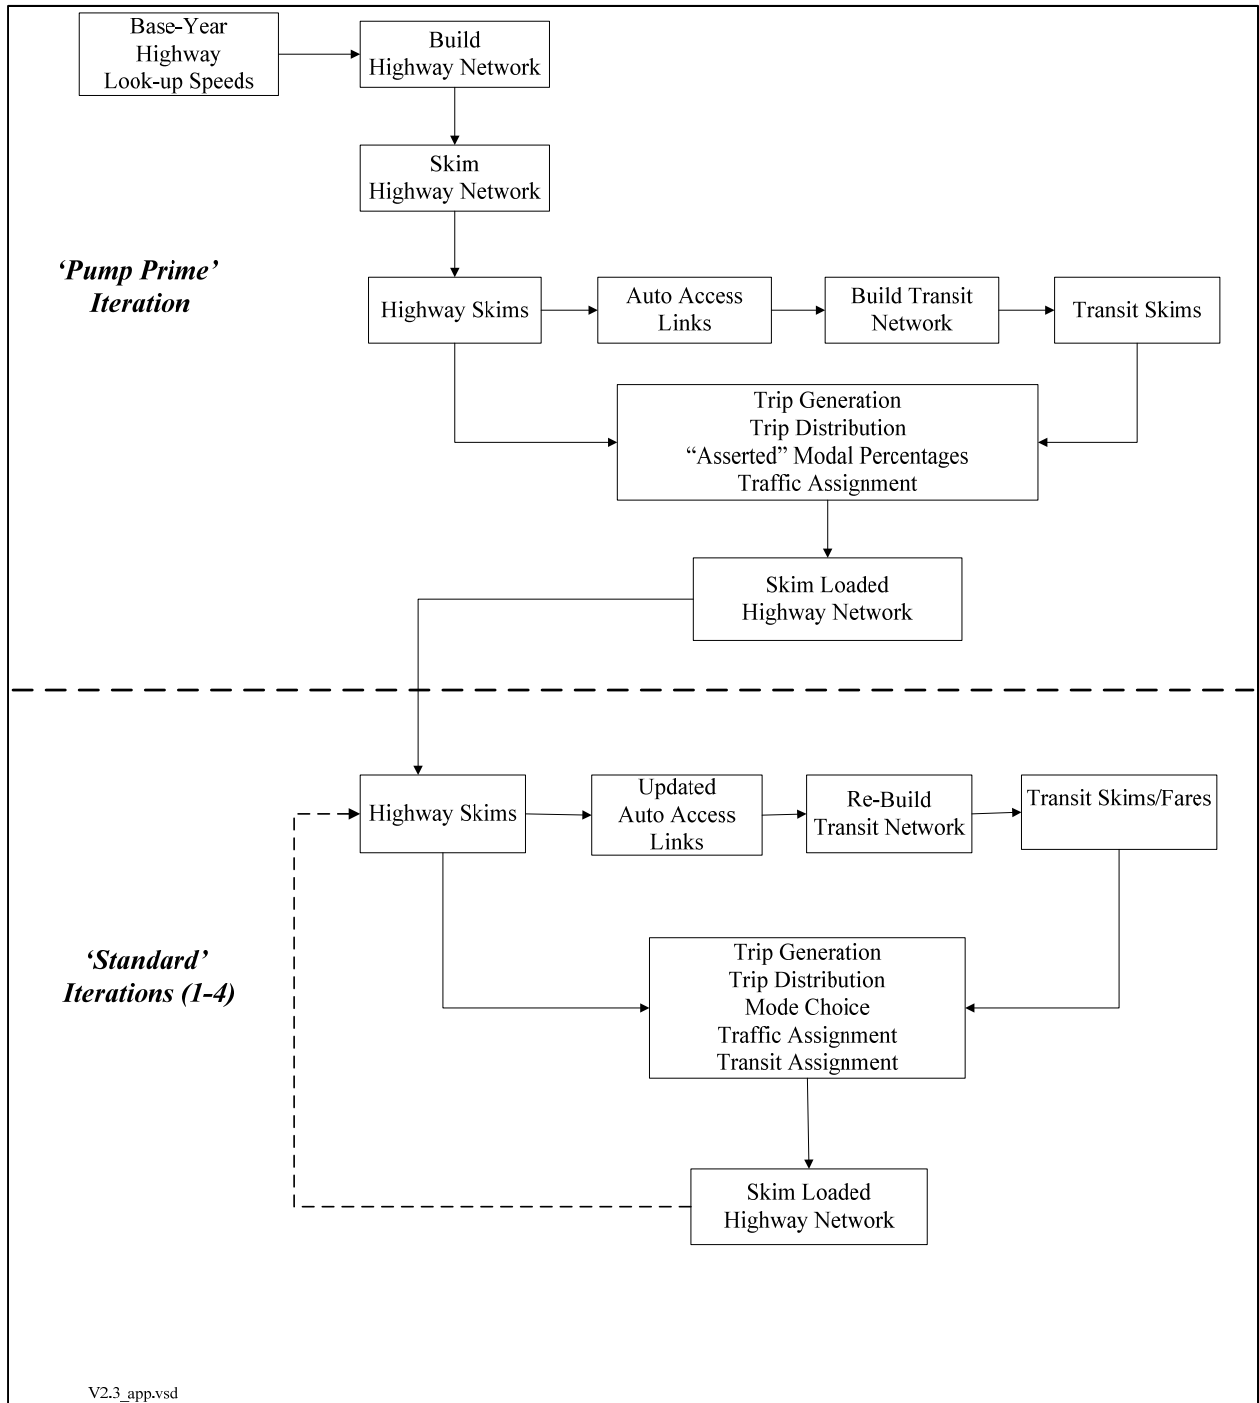 Base-Year
Highway
Look-up Speeds
Build
Highway Network
Skim
Highway Network
‘Pump Prime’
Iteration
Highway Skims
Auto Access
Links
Build Transit
Network
Transit Skims
Trip Generation
Trip Distribution
“Asserted” Modal Percentages
Traffic Assignment
Skim Loaded
Highway Network
Highway Skims
Updated
Auto Access
Links
Re-Build
Transit Network
Transit Skims/Fares
‘Standard’
Iterations (1-4)
Trip Generation
Trip Distribution
Mode Choice
Traffic Assignment
Transit Assignment
Skim Loaded
Highway Network
V2.3_app.vsd